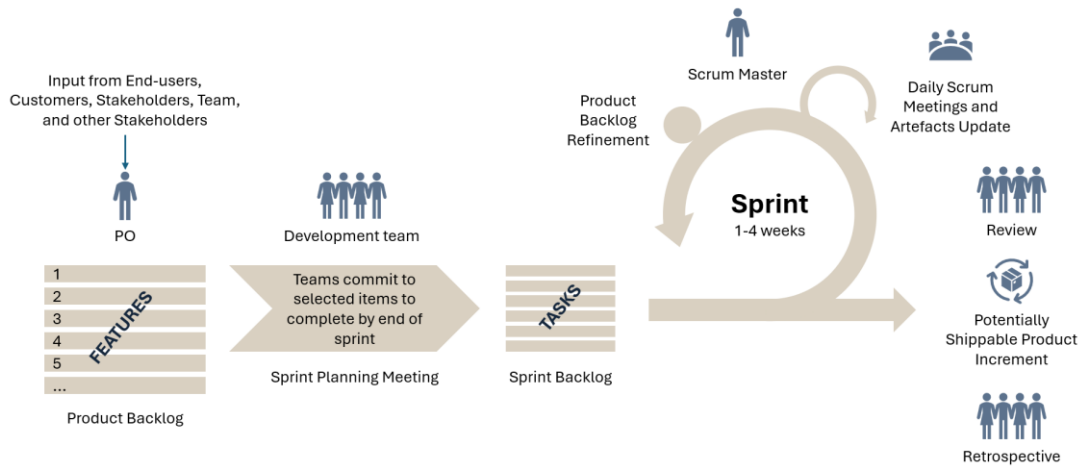 Input from End-users,
Customers, Stakeholders, Team,
and other Stakeholders
PO
1
2
3
4
5
...
FEATURES
Product Backlog
Development team
Teams commit to
selected items to
complete by end of
sprint
Sprint Planning Meeting
TASKS
Sprint Backlog
Scrum Master
Product
Backlog
Refinement
Daily Scrum
Meetings and
Artefacts Update
Sprint
1-4 weeks
Review
Potentially
Shippable Product
Increment
Retrospective